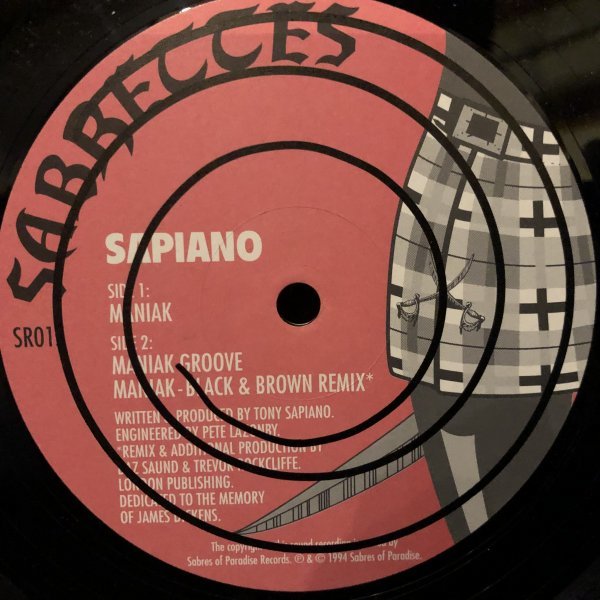 SABRETTES
SAPIANO
SIDE 1:
MANIAK
SR01
SIDE 2:
MANIAK GROOVE
MANIAK - BLACK & BROWN REMIX*
WRITTEN & PRODUCED BY TONY SAPIANO.
ENGINEERED BY PETE LAZONBY.
*REMIX & ADDITIONAL PRODUCTION BY
DAZ SAUND & TREVOR ROCKCLIFFE.
LONDON PUBLISHING.
DEDICATED TO THE MEMORY
OF JAMES DICKENS.
The copyright in this sound recording is owned by
Sabres of Paradise Records. ℗ & © 1994 Sabres of Paradise.